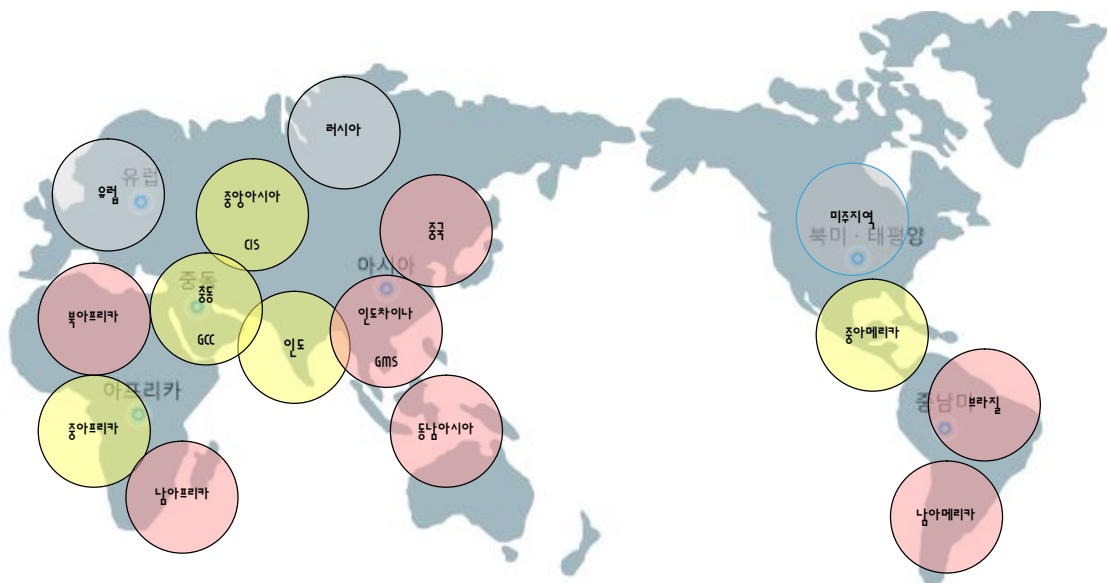 러시아
유럽
유럽
중앙아시아
CIS
중국
미주지역
북미 · 태평양
아시아
중동
중동
GCC
북아프리카
인도차이나
GMS
인도
중아메리카
아프리카
중아프리카
동남아시아
브라질
중남미
남아프리카
남아메리카